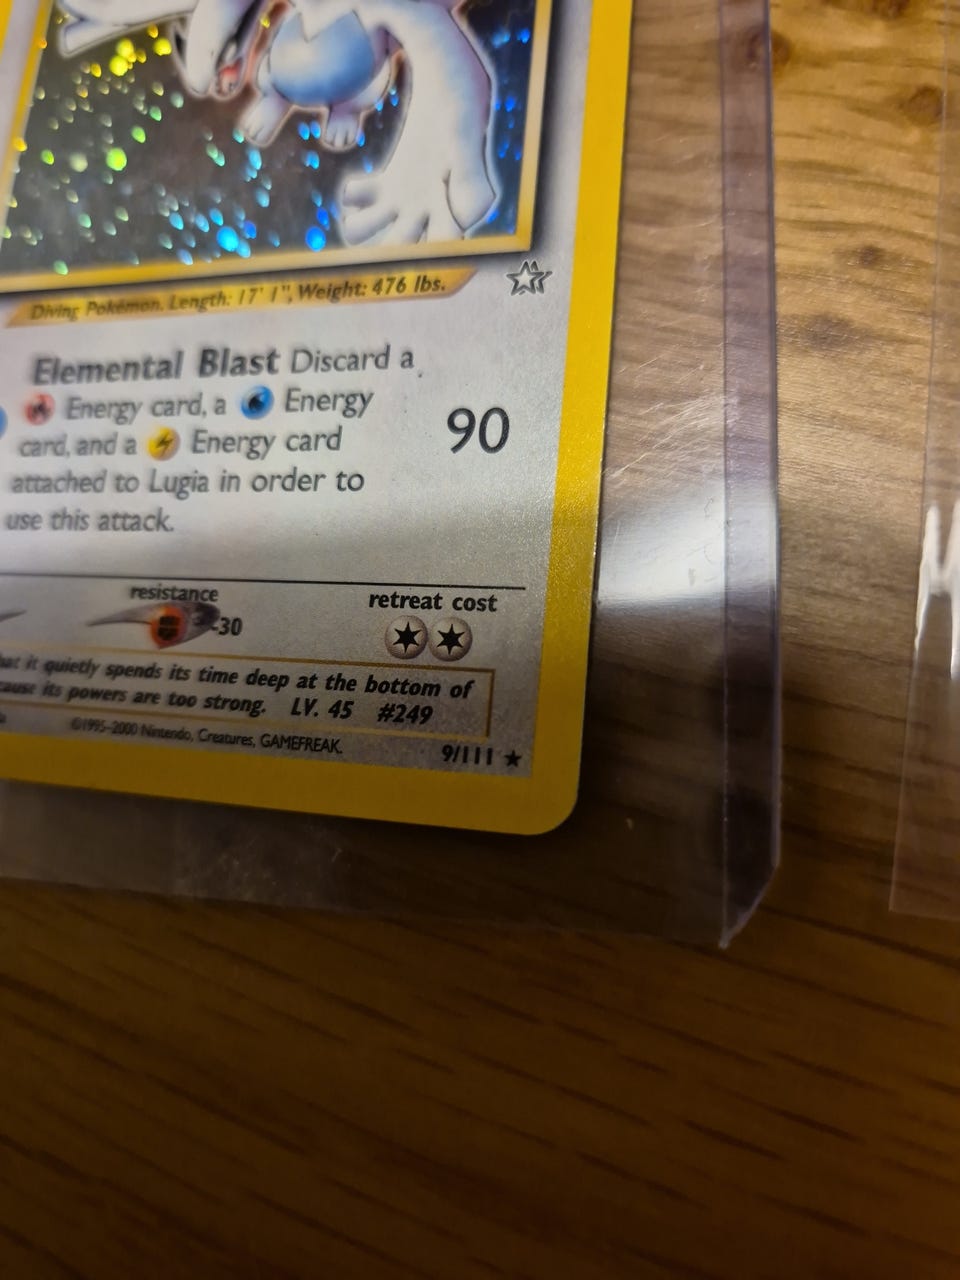 Diving Pokémon. Length: 17' 1", Weight: 476 lbs.
Elemental Blast Discard a
Energy card, a Energy
card, and a Energy card
attached to Lugia in order to
use this attack.
90
resistance
-30
retreat cost
it quietly spends its time deep at the bottom of
its powers are too strong. LV. 45 #249
©1995-2000 Nintendo, Creatures, GAMEFREAK.
9/111 ★